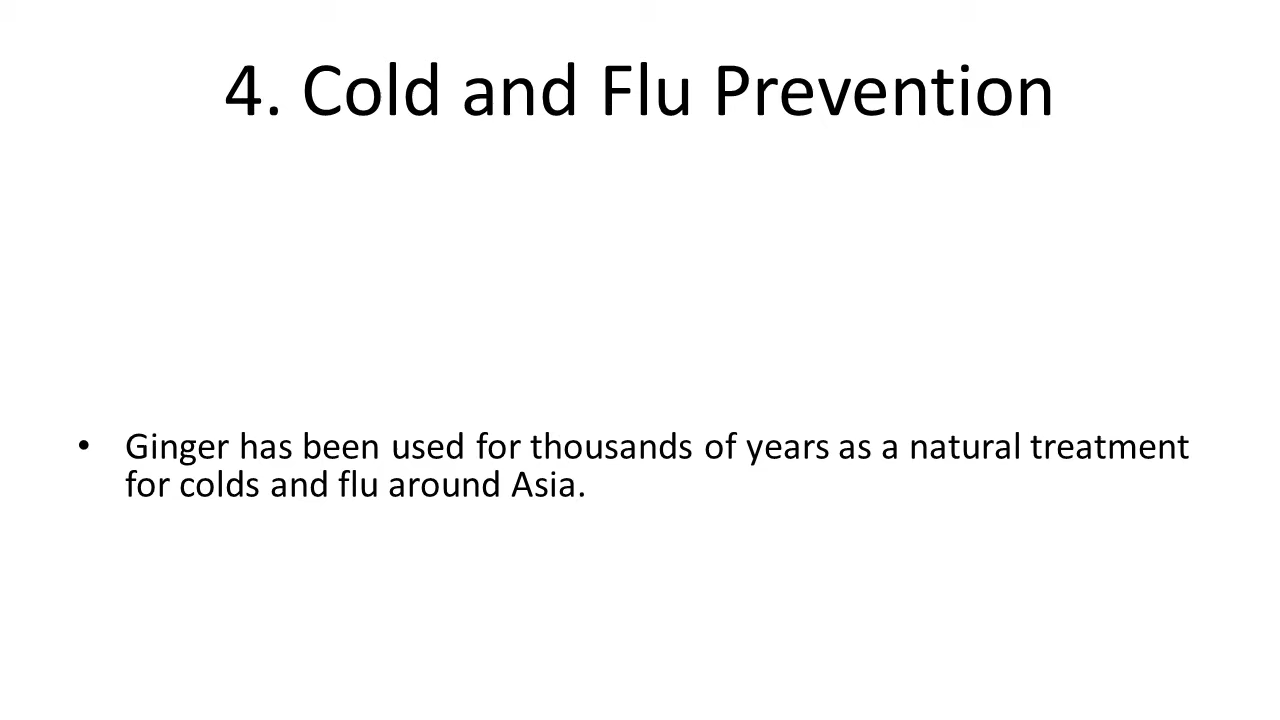 4. Cold and Flu Prevention
• Ginger has been used for thousands of years as a natural treatment
for colds and flu around Asia.